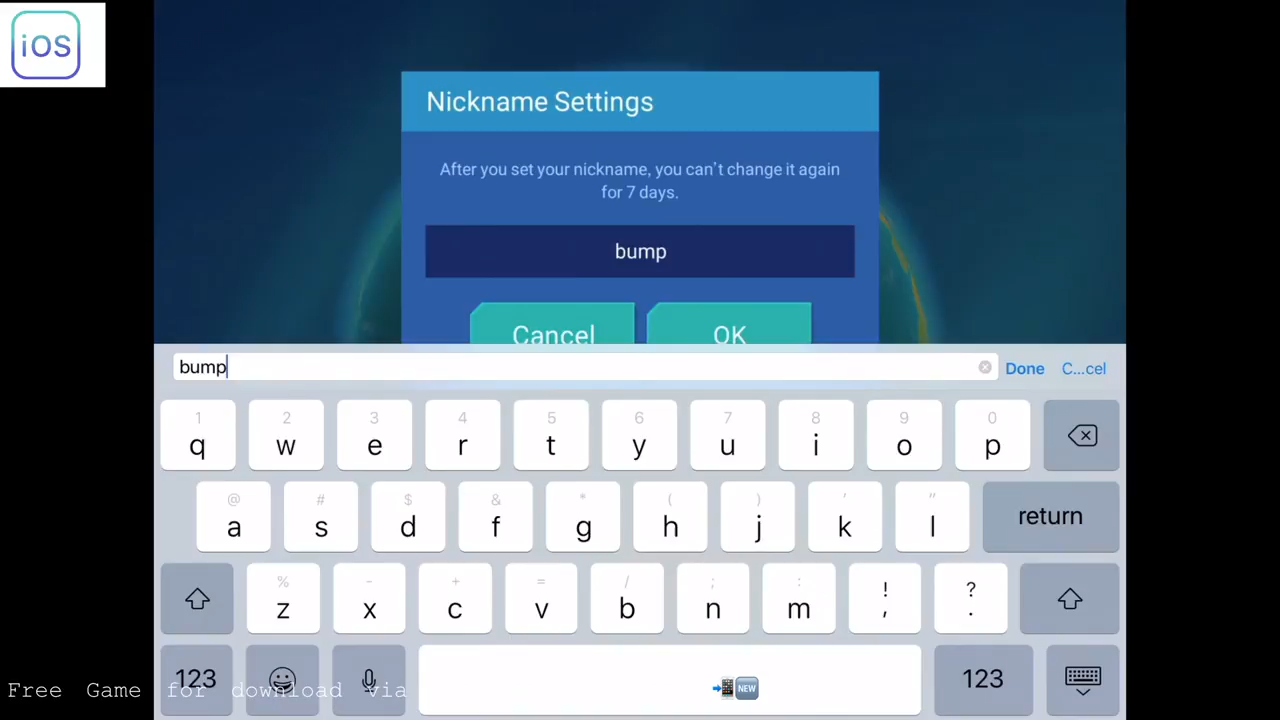 iOS
Nickname Settings
After you set your nickname, you can't change it again
for 7 days.
bump
Cancel OK
bump Done C...cel
1 2 3 4 5 6 7 8 9 0
q w e r t y u i o p
@ # $ & * ( ) ' "
a s d f g h j k l return
% - + = / ; : ! ?
z x c v b n m , .
123 123
Free Game for download via
NEW